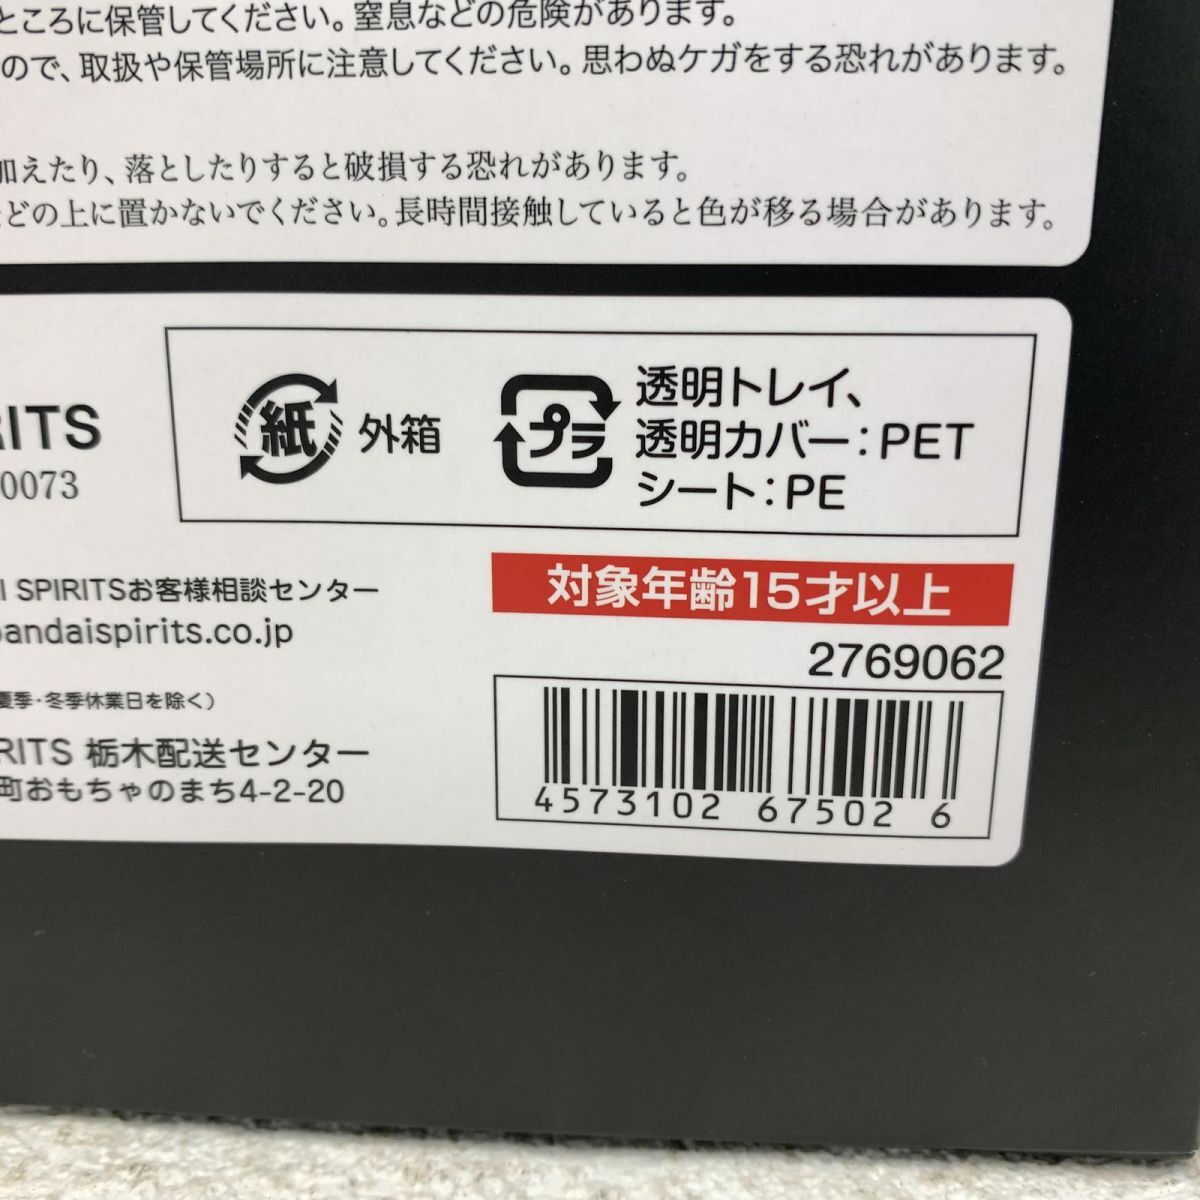 ところに保管してください。窒息などの危険があります。
ので、取扱や保管場所に注意してください。思わぬケガをする恐れがあります。
加えたり、落としたりすると破損する恐れがあります。
どの上に置かないでください。長時間接触していると色が移る場合があります。
RITS
0073
紙 外箱
プラ 透明トレイ、
透明カバー：PET
シート：PE
I SPIRITSお客様相談センター
bandaispirits.co.jp
夏季・冬季休業日を除く）
RITS 栃木配送センター
町おもちゃのまち4-2-20
対象年齢15才以上
2769062
4573102 67502 6